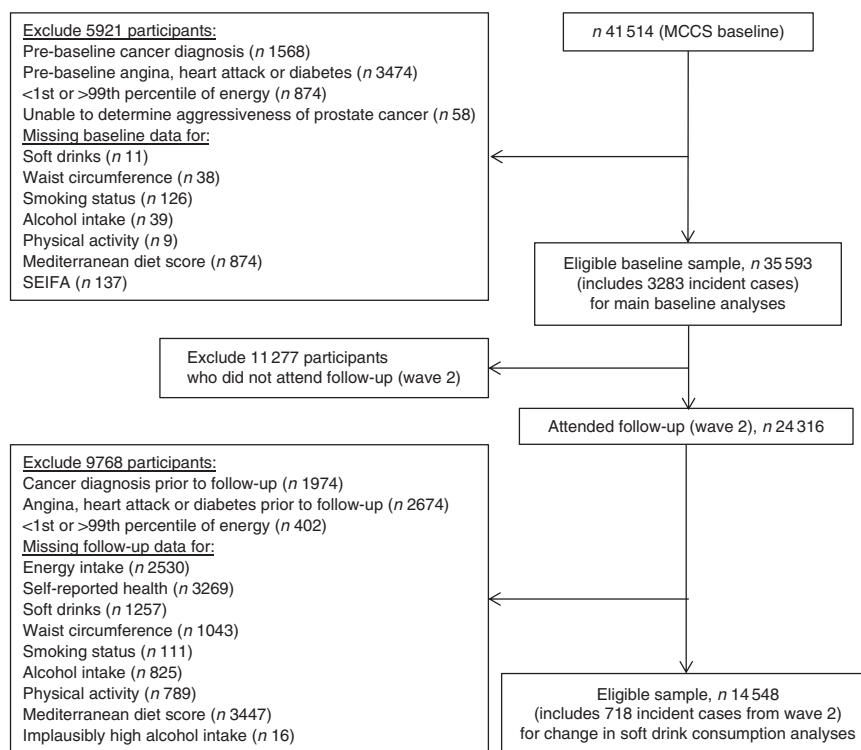 Exclude 5921 participants:
Pre-baseline cancer diagnosis (n 1568)
Pre-baseline angina, heart attack or diabetes (n 3474)
<1st or >99th percentile of energy (n 874)
Unable to determine aggressiveness of prostate cancer (n 58)
Missing baseline data for:
Soft drinks (n 11)
Waist circumference (n 38)
Smoking status (n 126)
Alcohol intake (n 39)
Physical activity (n 9)
Mediterranean diet score (n 874)
SEIFA (n 137)
n 41 514 (MCCS baseline)
Eligible baseline sample, n 35 593
(includes 3283 incident cases)
for main baseline analyses
Exclude 11 277 participants
who did not attend follow-up (wave 2)
Attended follow-up (wave 2), n 24 316
Exclude 9768 participants:
Cancer diagnosis prior to follow-up (n 1974)
Angina, heart attack or diabetes prior to follow-up (n 2674)
<1st or >99th percentile of energy (n 402)
Missing follow-up data for:
Energy intake (n 2530)
Self-reported health (n 3269)
Soft drinks (n 1257)
Waist circumference (n 1043)
Smoking status (n 111)
Alcohol intake (n 825)
Physical activity (n 789)
Mediterranean diet score (n 3447)
Implausibly high alcohol intake (n 16)
Eligible sample, n 14 548
(includes 718 incident cases from wave 2)
for change in soft drink consumption analyses